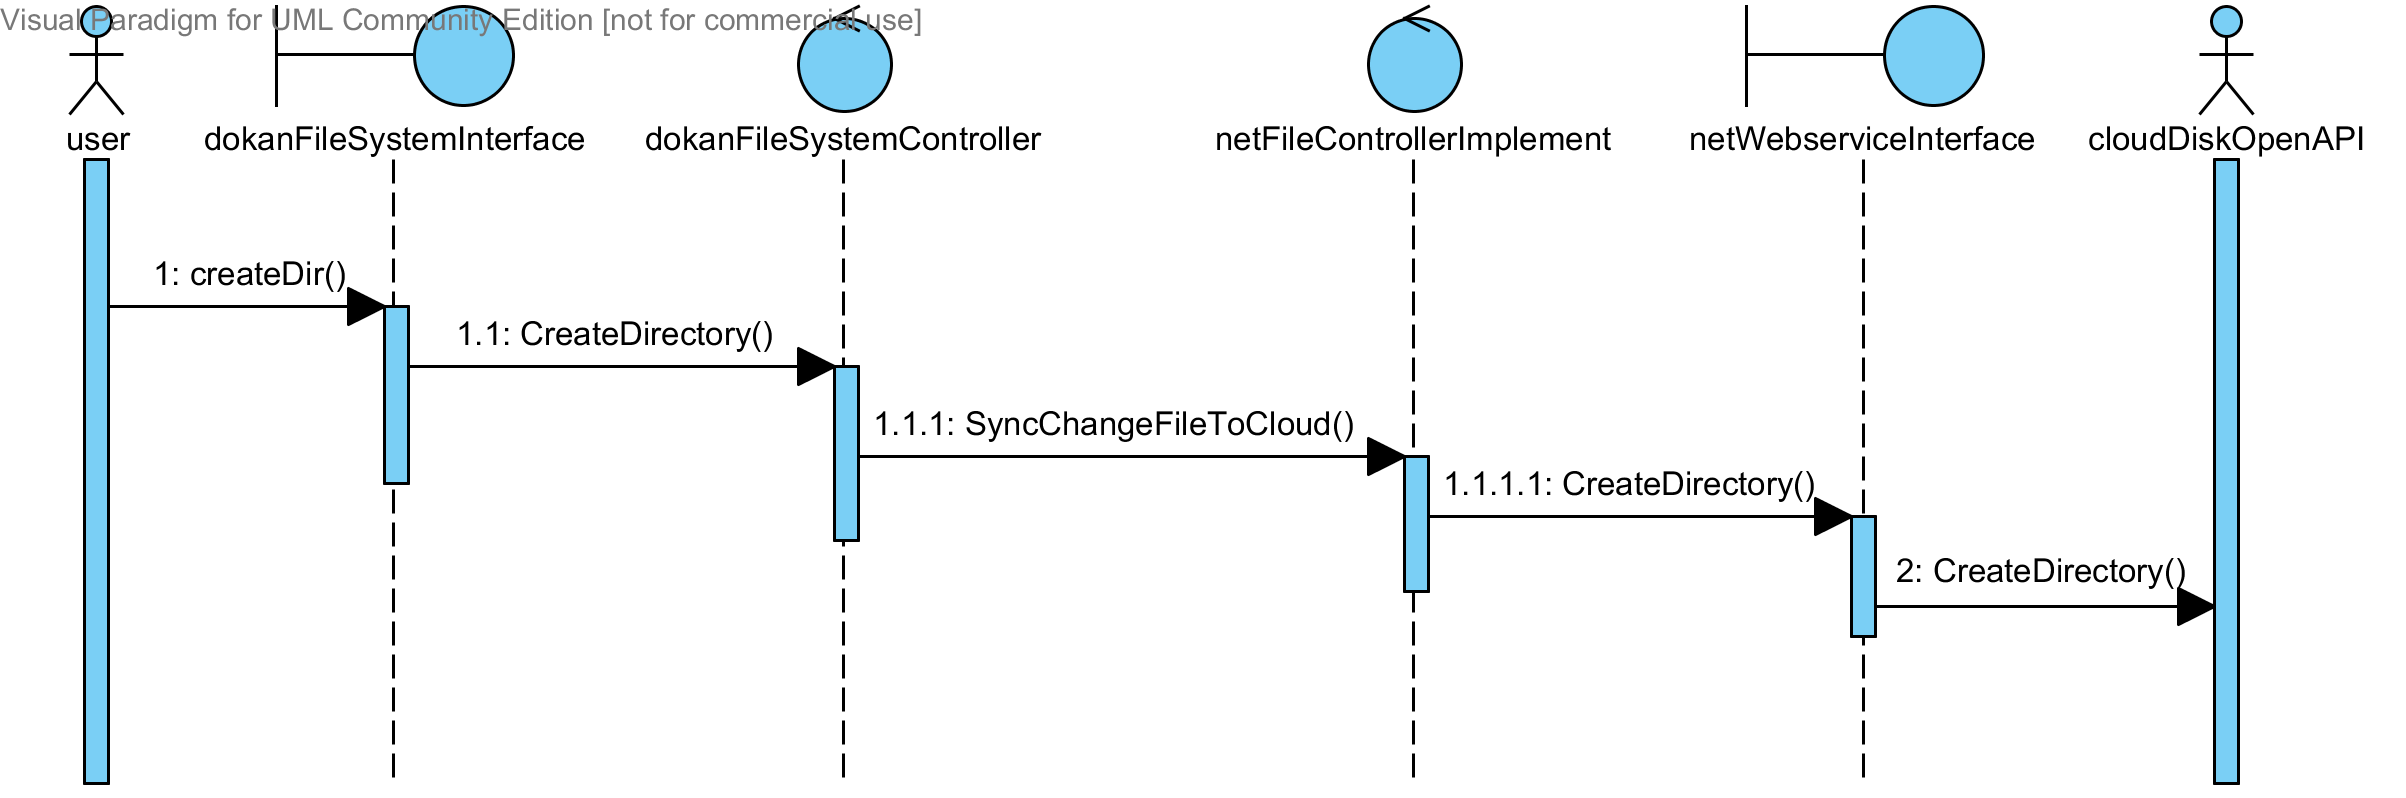 Visual Paradigm for UML Community Edition [not for commercial use]
user
dokanFileSystemInterface
dokanFileSystemController
netFileControllerImplement
netWebserviceInterface
cloudDiskOpenAPI
1: createDir()
1.1: CreateDirectory()
1.1.1: SyncChangeFileToCloud()
1.1.1.1: CreateDirectory()
2: CreateDirectory()